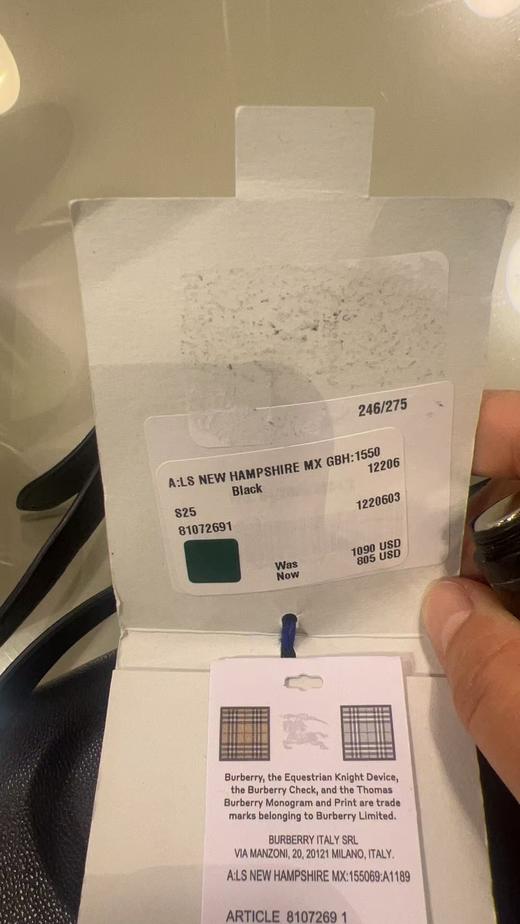 246/275
A:LS NEW HAMPSHIRE MX GBH:1550
12206
Black
S25
1220603
81072691
Was 1090 USD
Now 805 USD
Burberry, the Equestrian Knight Device,
the Burberry Check, and the Thomas
Burberry Monogram and Print are trade
marks belonging to Burberry Limited.
BURBERRY ITALY SRL
VIA MANZONI, 20, 20121 MILANO, ITALY.
A:LS NEW HAMPSHIRE MX:155069:A1189
ARTICLE 8107269 1